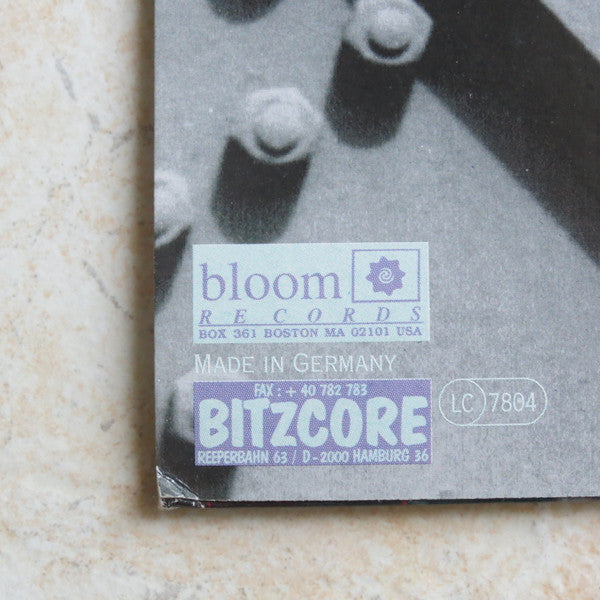 bloom
RECORDS
BOX 361 BOSTON MA 02101 USA
MADE IN GERMANY
FAX : + 40 782 783
BITZCORE
REEPERBAHN 63 / D - 2000 HAMBURG 36
LC 7804